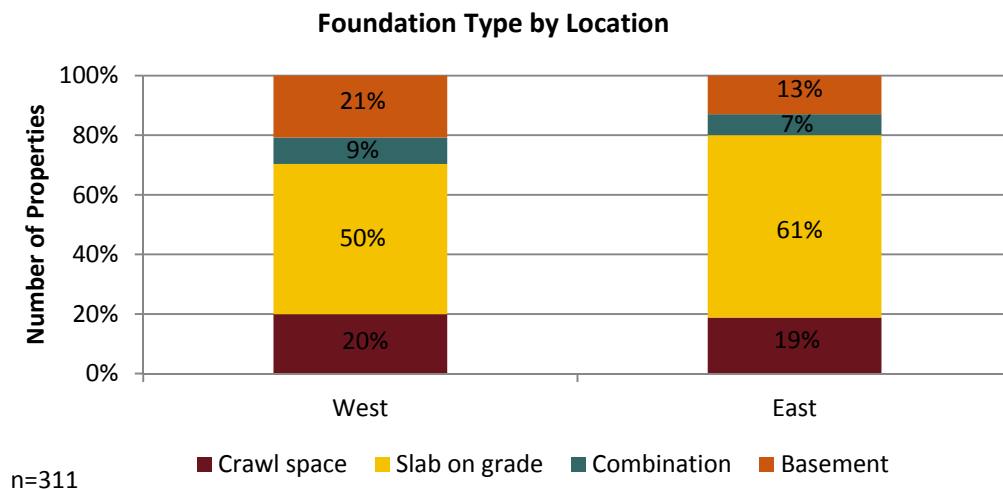 Foundation Type by Location
Number of Properties
100%
80%
60%
40%
20%
0%
21%
9%
50%
20%
13%
7%
61%
19%
West
East
Crawl space
Slab on grade
Combination
Basement
n=311